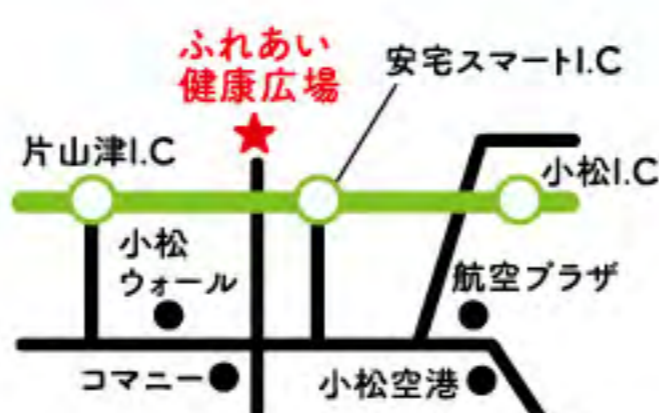 ふれあい
健康広場
安宅スマートI.C
片山津I.C
小松I.C
小松
ウォール
航空プラザ
コマニー
小松空港